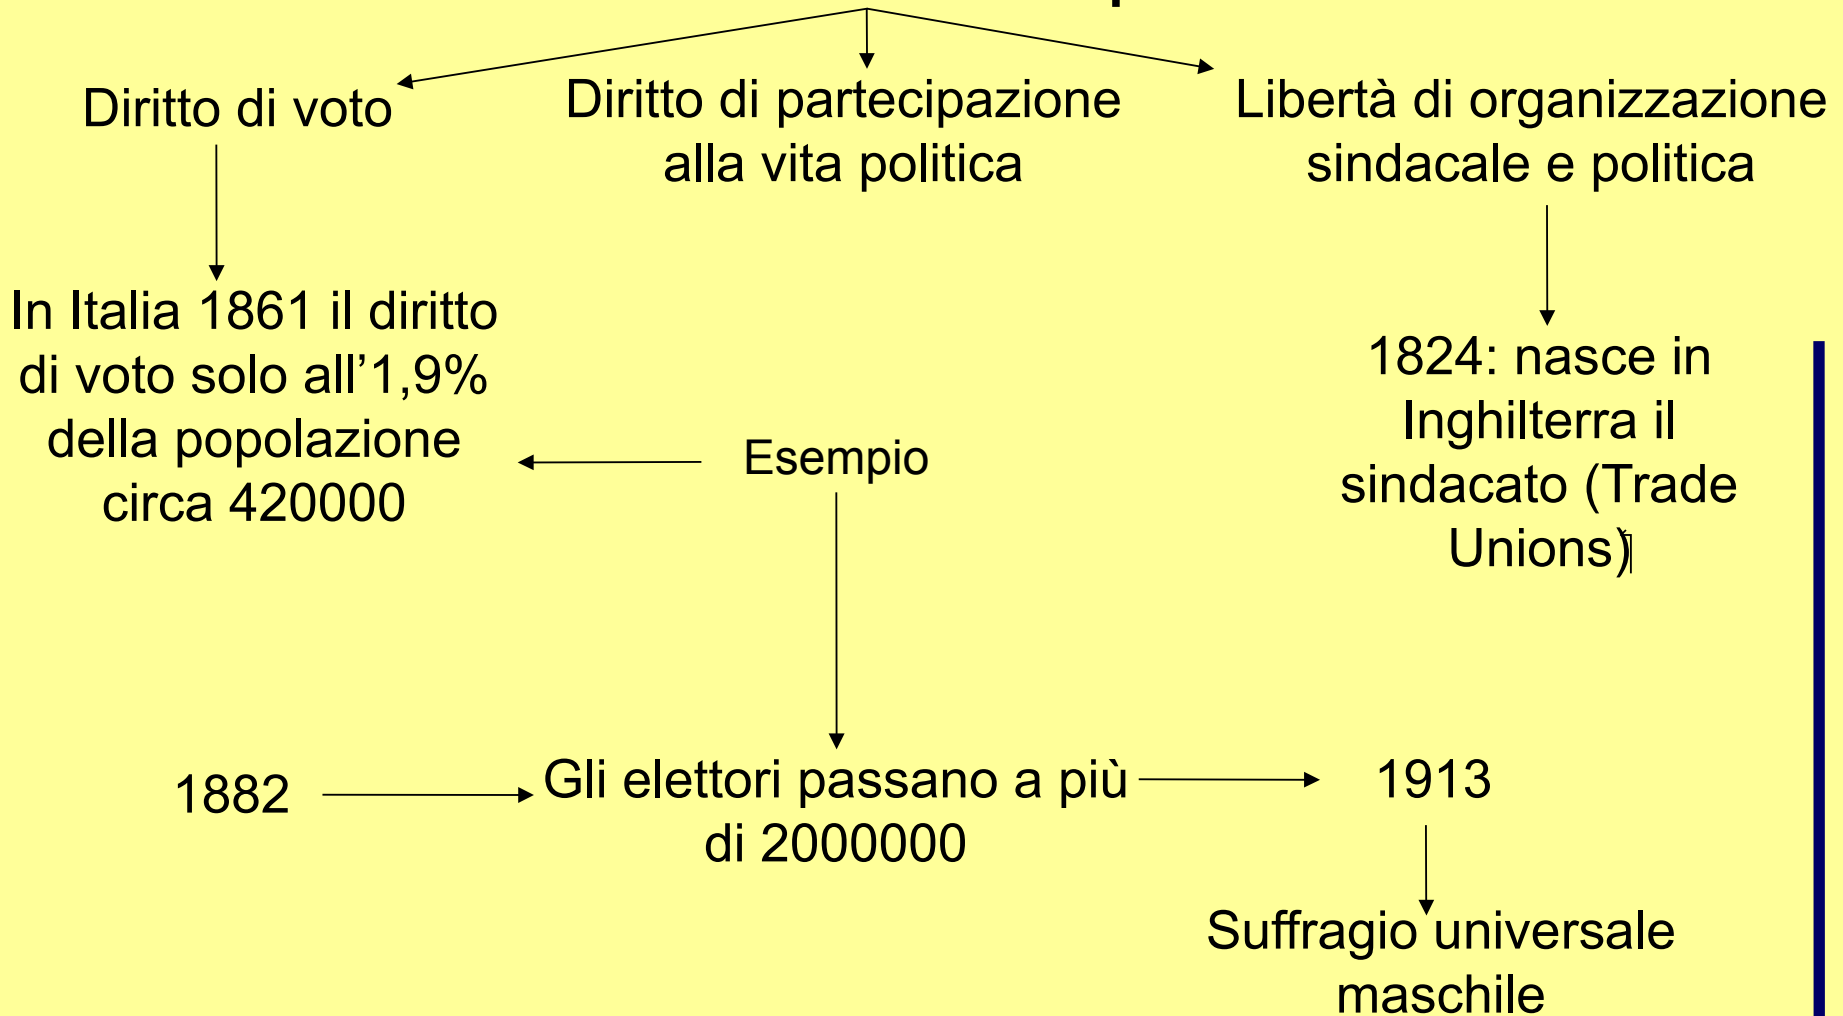 Diritto di voto
Diritto di partecipazione
alla vita politica
Libertà di organizzazione
sindacale e politica
In Italia 1861 il diritto
di voto solo all’1,9%
della popolazione
circa 420000
Esempio
1824: nasce in
Inghilterra il
sindacato (Trade
Unions)
1882
Gli elettori passano a più
di 2000000
1913
Suffragio universale
maschile